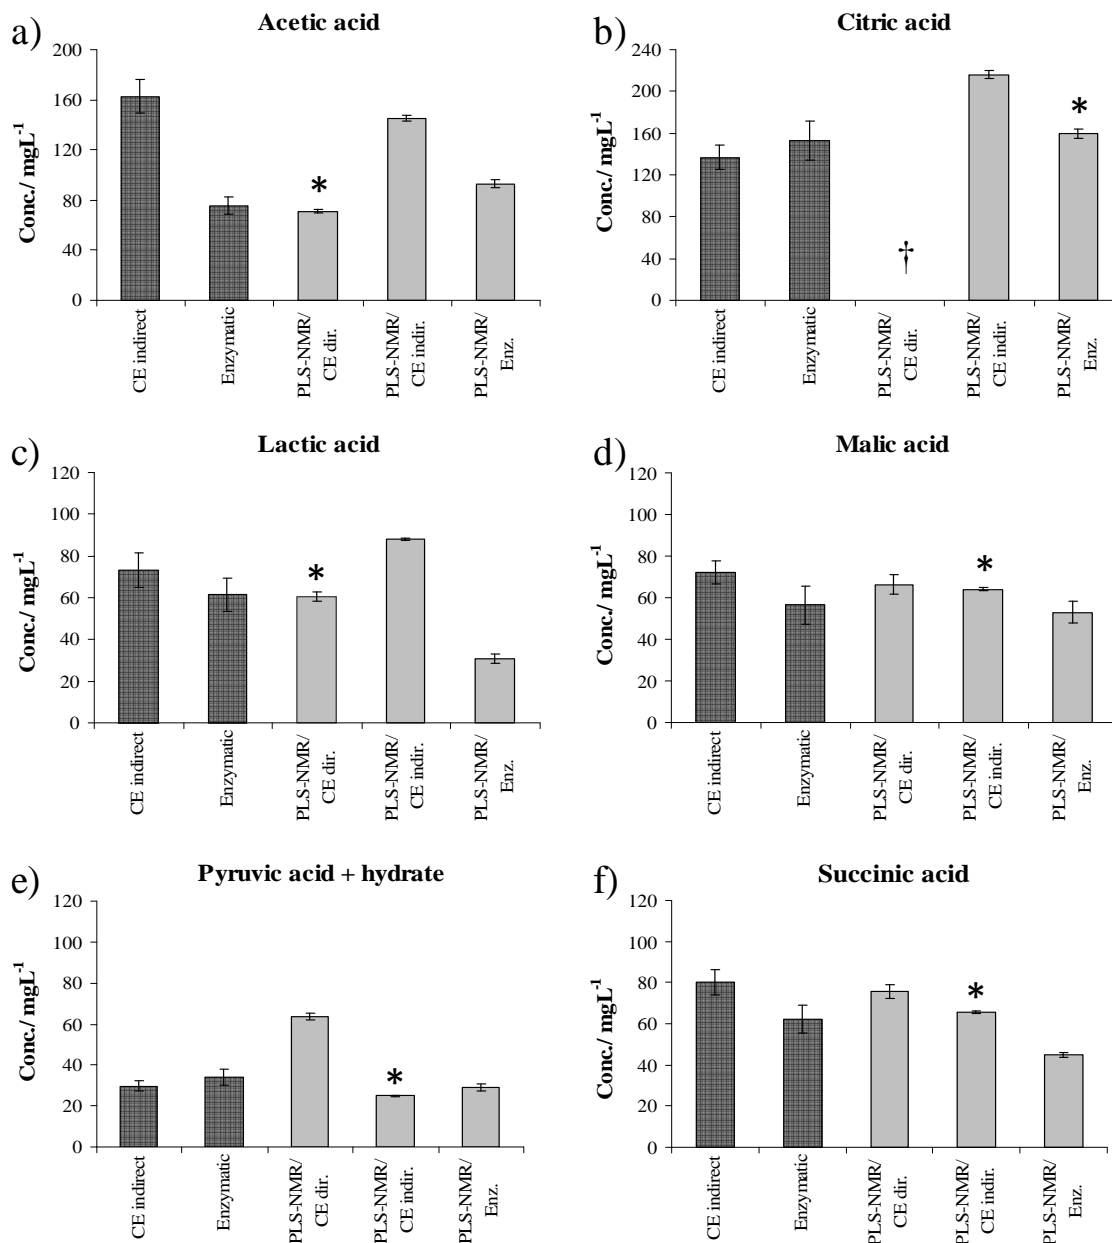 a)
Acetic acid
Conc./ mgL⁻¹
200
160
120
80
40
0
*
CE indirect
Enzymatic
PLS-NMR/
CE dir.
PLS-NMR/
CE indir.
PLS-NMR/
Enz.
b)
Citric acid
Conc./ mgL⁻¹
240
200
160
120
80
40
0
†
*
CE indirect
Enzymatic
PLS-NMR/
CE dir.
PLS-NMR/
CE indir.
PLS-NMR/
Enz.
c)
Lactic acid
Conc./ mgL⁻¹
120
100
80
60
40
20
0
*
CE indirect
Enzymatic
PLS-NMR/
CE dir.
PLS-NMR/
CE indir.
PLS-NMR/
Enz.
d)
Malic acid
Conc./ mgL⁻¹
120
100
80
60
40
20
0
*
CE indirect
Enzymatic
PLS-NMR/
CE dir.
PLS-NMR/
CE indir.
PLS-NMR/
Enz.
e)
Pyruvic acid + hydrate
Conc./ mgL⁻¹
120
100
80
60
40
20
0
*
CE indirect
Enzymatic
PLS-NMR/
CE dir.
PLS-NMR/
CE indir.
PLS-NMR/
Enz.
f)
Succinic acid
Conc./ mgL⁻¹
120
100
80
60
40
20
0
*
CE indirect
Enzymatic
PLS-NMR/
CE dir.
PLS-NMR/
CE indir.
PLS-NMR/
Enz.